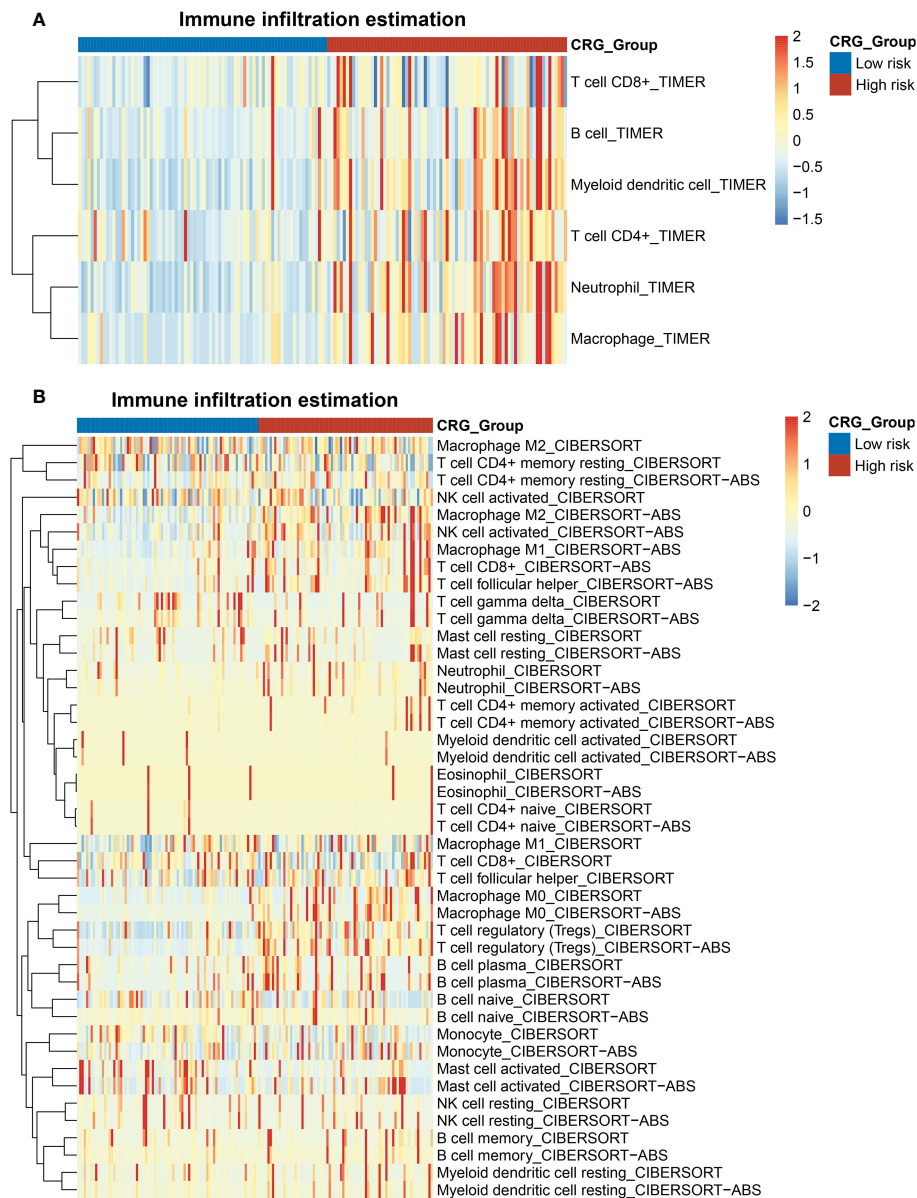 A
Immune infiltration estimation
CRG_Group
T cell CD8+_TIMER
B cell_TIMER
Myeloid dendritic cell_TIMER
T cell CD4+_TIMER
Neutrophil_TIMER
Macrophage_TIMER
2
1.5
1
0.5
0
−0.5
−1
−1.5
CRG_Group
Low risk
High risk
B
Immune infiltration estimation
CRG_Group
Macrophage M2_CIBERSORT
T cell CD4+ memory resting_CIBERSORT
T cell CD4+ memory resting_CIBERSORT−ABS
NK cell activated_CIBERSORT
Macrophage M2_CIBERSORT−ABS
NK cell activated_CIBERSORT−ABS
Macrophage M1_CIBERSORT−ABS
T cell CD8+_CIBERSORT−ABS
T cell follicular helper_CIBERSORT−ABS
T cell gamma delta_CIBERSORT
T cell gamma delta_CIBERSORT−ABS
Mast cell resting_CIBERSORT
Mast cell resting_CIBERSORT−ABS
Neutrophil_CIBERSORT
Neutrophil_CIBERSORT−ABS
T cell CD4+ memory activated_CIBERSORT
T cell CD4+ memory activated_CIBERSORT−ABS
Myeloid dendritic cell activated_CIBERSORT
Myeloid dendritic cell activated_CIBERSORT−ABS
Eosinophil_CIBERSORT
Eosinophil_CIBERSORT−ABS
T cell CD4+ naive_CIBERSORT
T cell CD4+ naive_CIBERSORT−ABS
Macrophage M1_CIBERSORT
T cell CD8+_CIBERSORT
T cell follicular helper_CIBERSORT
Macrophage M0_CIBERSORT
Macrophage M0_CIBERSORT−ABS
T cell regulatory (Tregs)_CIBERSORT
T cell regulatory (Tregs)_CIBERSORT−ABS
B cell plasma_CIBERSORT
B cell plasma_CIBERSORT−ABS
B cell naive_CIBERSORT
B cell naive_CIBERSORT−ABS
Monocyte_CIBERSORT
Monocyte_CIBERSORT−ABS
Mast cell activated_CIBERSORT
Mast cell activated_CIBERSORT−ABS
NK cell resting_CIBERSORT
NK cell resting_CIBERSORT−ABS
B cell memory_CIBERSORT
B cell memory_CIBERSORT−ABS
Myeloid dendritic cell resting_CIBERSORT
Myeloid dendritic cell resting_CIBERSORT−ABS
2
1
0
−1
−2
CRG_Group
Low risk
High risk